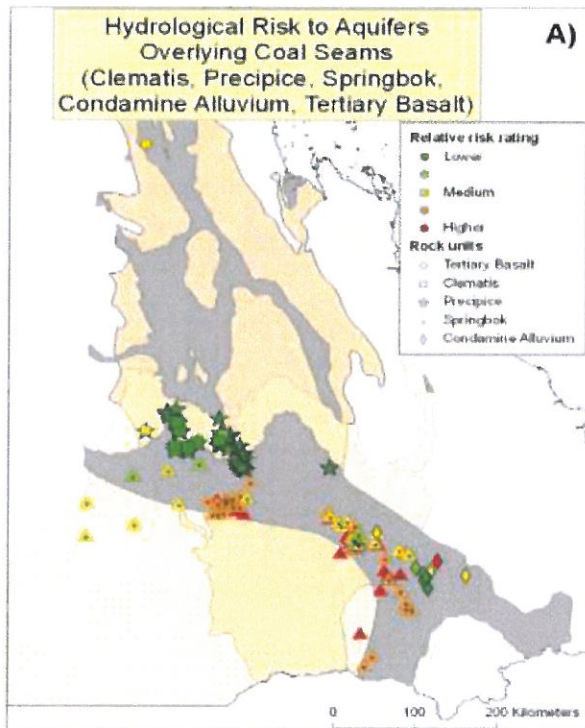 Hydrological Risk to Aquifers
Overlying Coal Seams
(Clematis, Precipice, Springbok,
Condamine Alluvium, Tertiary Basalt)
A)
Relative risk rating
Lower
Medium
Higher
Rock units
Tertiary Basalt
Clematis
Precipice
Springbok
Condamine Alluvium
0 100 200 Kilometers